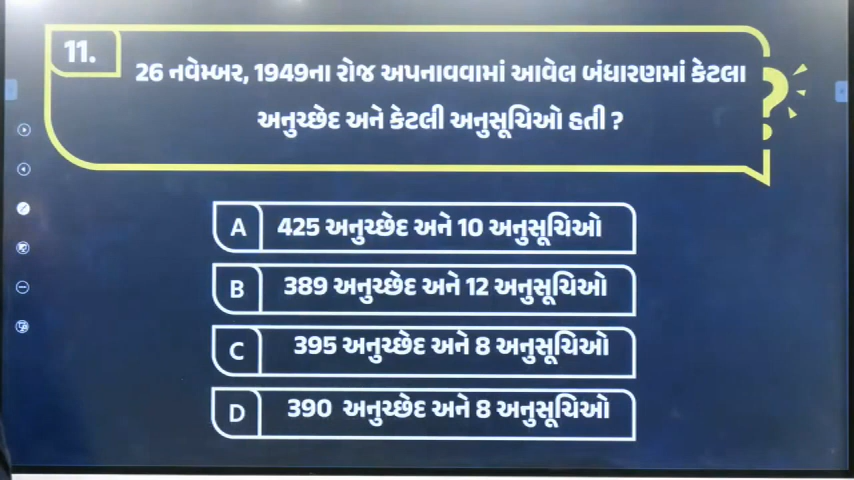 11.
26 નવેમ્બર, 1949ના રોજ અપનાવવામાં આવેલ બંધારણમાં કેટલા
અનુચ્છેદ અને કેટલી અનુસૂચિઓ હતી ?
A 425 અનુચ્છેદ અને 10 અનુસૂચિઓ
B 389 અનુચ્છેદ અને 12 અનુસૂચિઓ
C 395 અનુચ્છેદ અને 8 અનુસૂચિઓ
D 390 અનુચ્છેદ અને 8 અનુસૂચિઓ